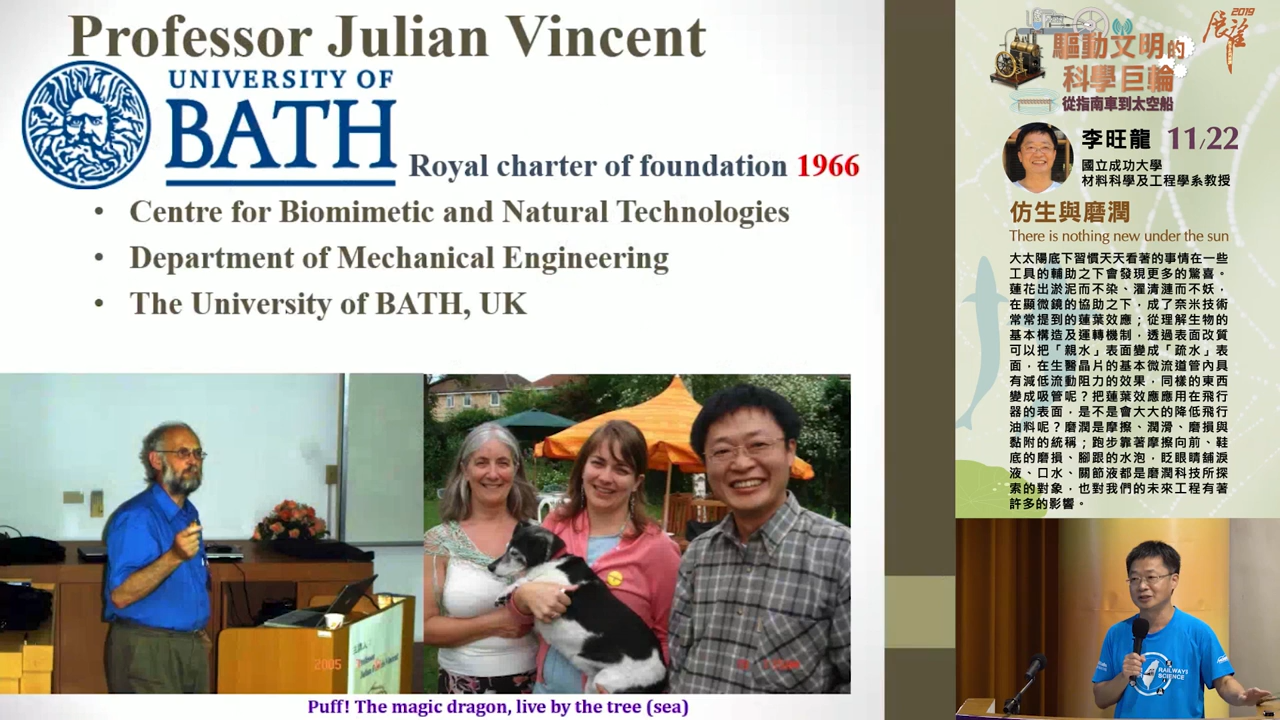 Professor Julian Vincent
UNIVERSITY OF
BATH
Royal charter of foundation 1966
• Centre for Biomimetic and Natural Technologies
• Department of Mechanical Engineering
• The University of BATH, UK
2005
Puff! The magic dragon, live by the tree (sea)
2019
展望
驅動文明的
科學巨輪
從指南車到太空船
李旺龍 11/22
國立成功大學
材料科學及工程學系教授
仿生與磨潤
There is nothing new under the sun
大太陽底下習慣天天看著的事情在一些
工具的輔助之下會發現更多的驚喜。
蓮花出淤泥而不染、濯清漣而不妖，
在顯微鏡的協助之下，成了奈米技術
常常提到的蓮葉效應；從理解生物的
基本構造及運轉機制，透過表面改質
可以把「親水」表面變成「疏水」表
面，在生醫晶片的基本微流道管內具
有減低流動阻力的效果，同樣的東西
變成吸管呢？把蓮葉效應應用在飛行
器的表面，是不是會大大的降低飛行
油料呢？磨潤是摩擦、潤滑、磨損與
黏附的統稱；跑步靠著摩擦向前、鞋
底的磨損、腳跟的水泡，眨眼睛舖淚
液、口水、關節液都是磨潤科技所探
索的對象，也對我們的未來工程有著
許多的影響。
RAILWAYS
SCIENCE